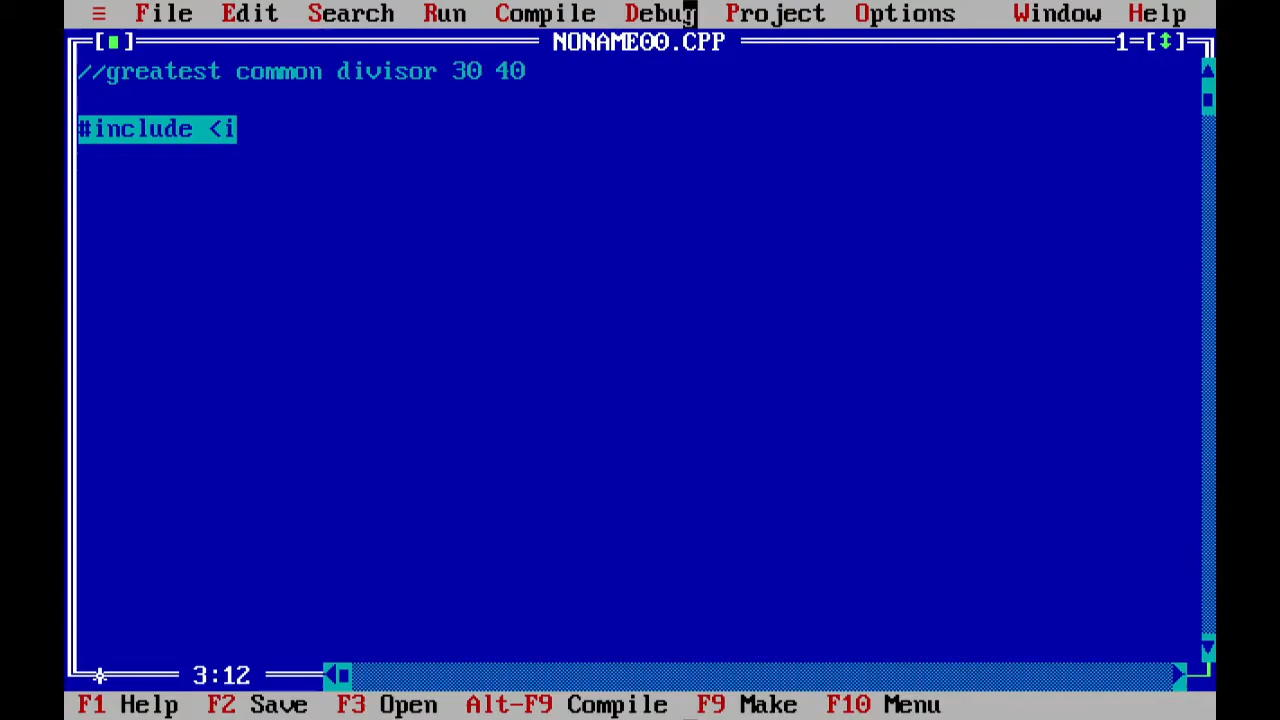 ≡ File Edit Search Run Compile Debug Project Options Window Help
[■] NONAME00.CPP 1=[↕]
//greatest common divisor 30 40
#include <i
3:12
F1 Help F2 Save F3 Open Alt-F9 Compile F9 Make F10 Menu